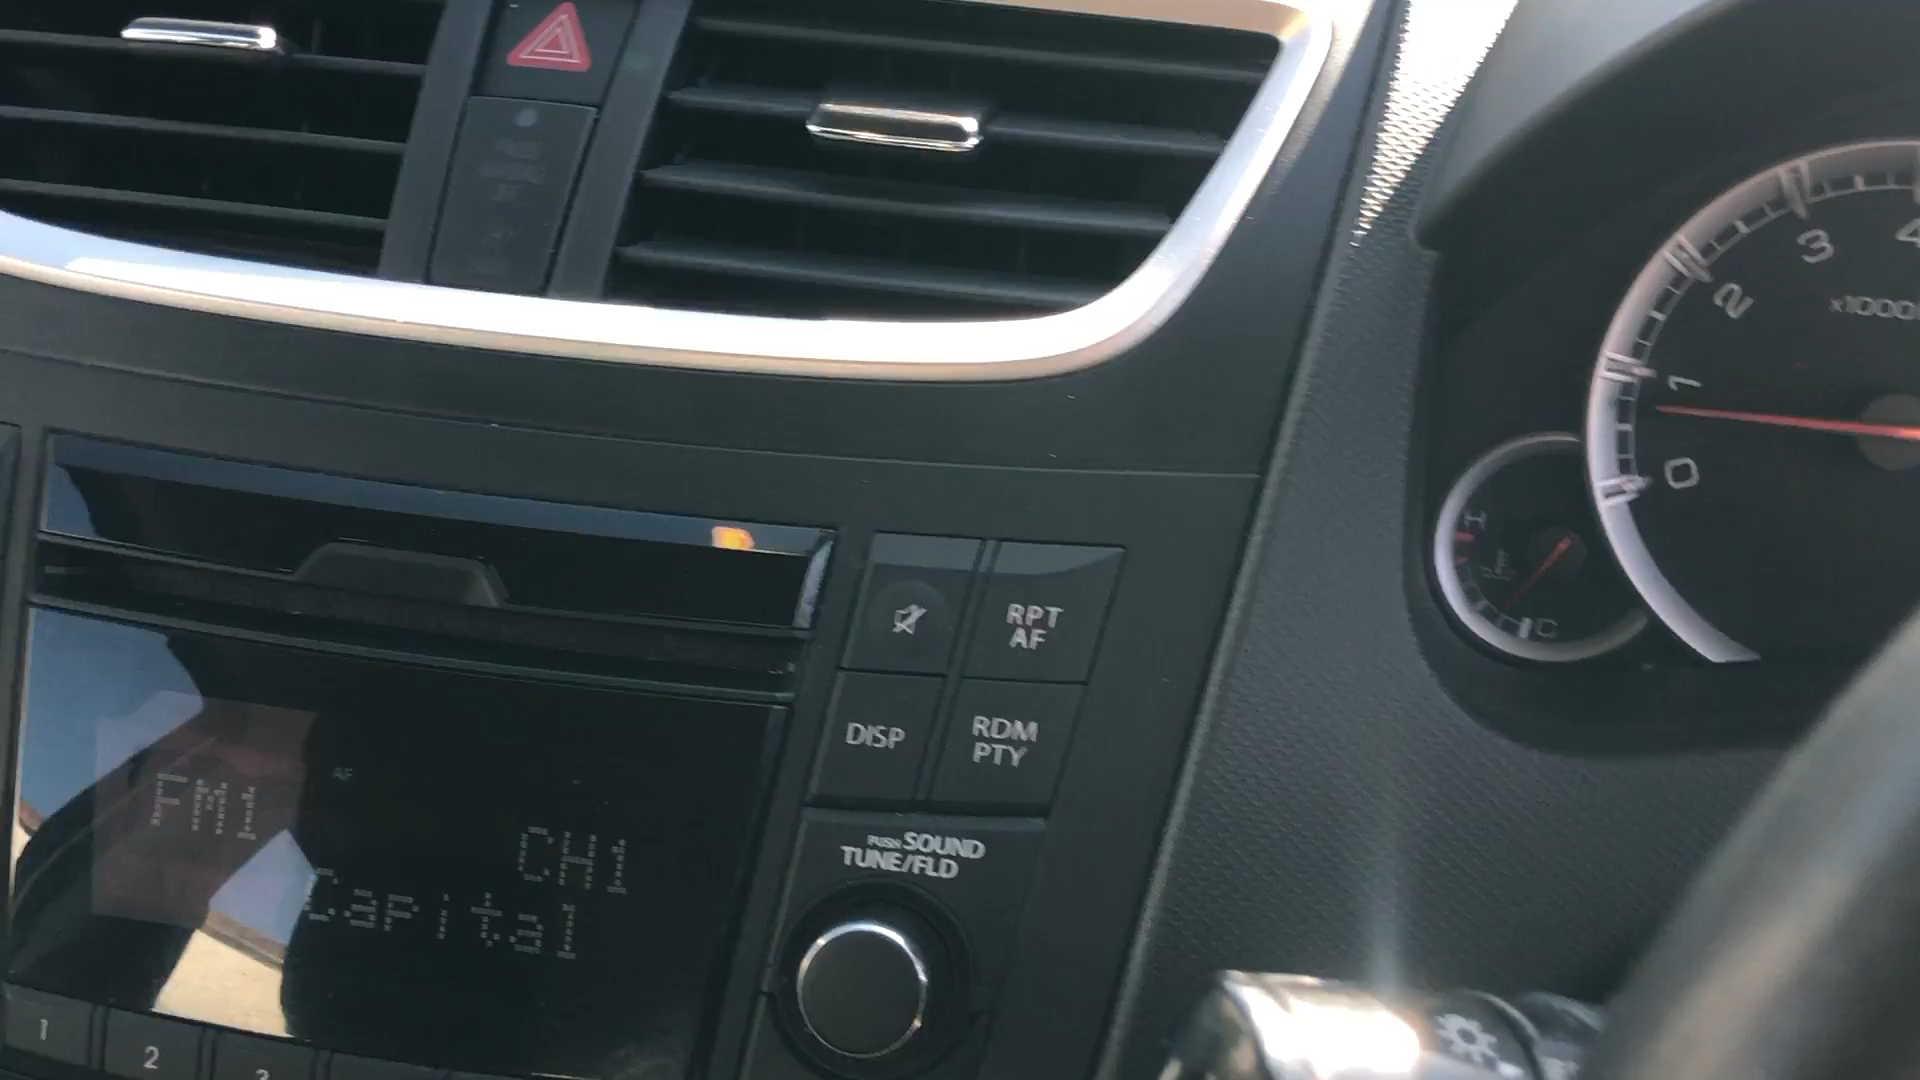 4
3
2
x1000
1
0
H
C
RPT
AF
DISP
RDM
PTY
AF
FM1
CH1
Capital
PUSH SOUND
TUNE/FLD
1
2
3